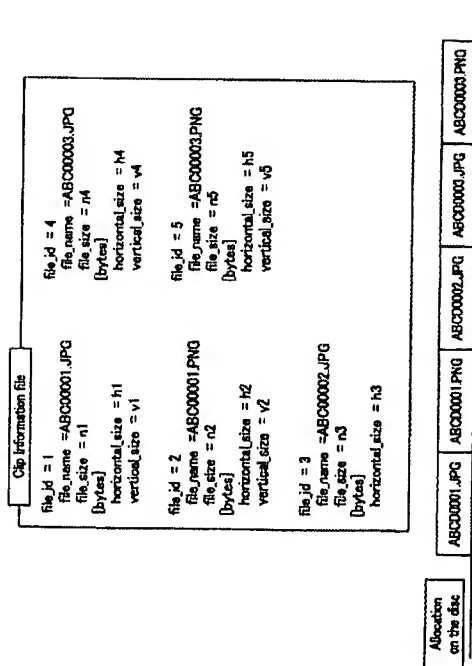 Clip Information file
file_id = 1
file_name =ABC00001.JPG
file_size = n1
[bytes]
horizontal_size = h1
vertical_size = v1
file_id = 2
file_name =ABC00001.PNG
file_size = n2
[bytes]
horizontal_size = h2
vertical_size = v2
file_id = 3
file_name =ABC00002.JPG
file_size = n3
[bytes]
horizontal_size = h3
file_id = 4
file_name =ABC00003.JPG
file_size = n4
[bytes]
horizontal_size = h4
vertical_size = v4
file_id = 5
file_name =ABC00003.PNG
file_size = n5
[bytes]
horizontal_size = h5
vertical_size = v5
Allocation
on the disc
ABC00001.JPG
ABC00001.PNG
ABC00002.JPG
ABC00003.JPG
ABC00003.PNG